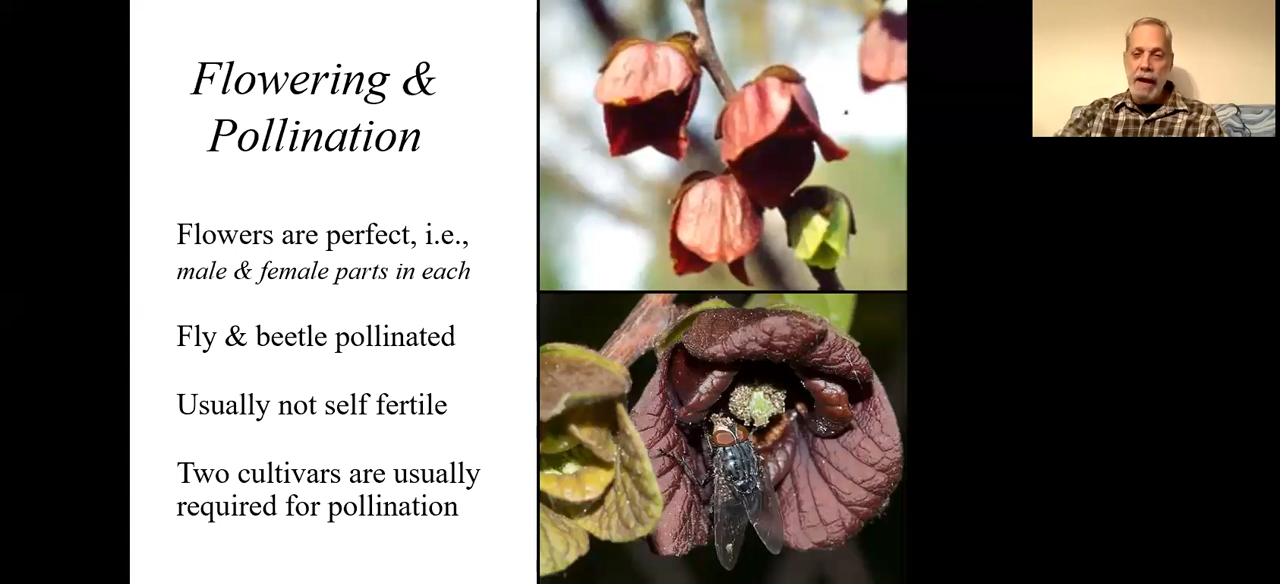 Flowering &
Pollination
Flowers are perfect, i.e.,
male & female parts in each
Fly & beetle pollinated
Usually not self fertile
Two cultivars are usually
required for pollination